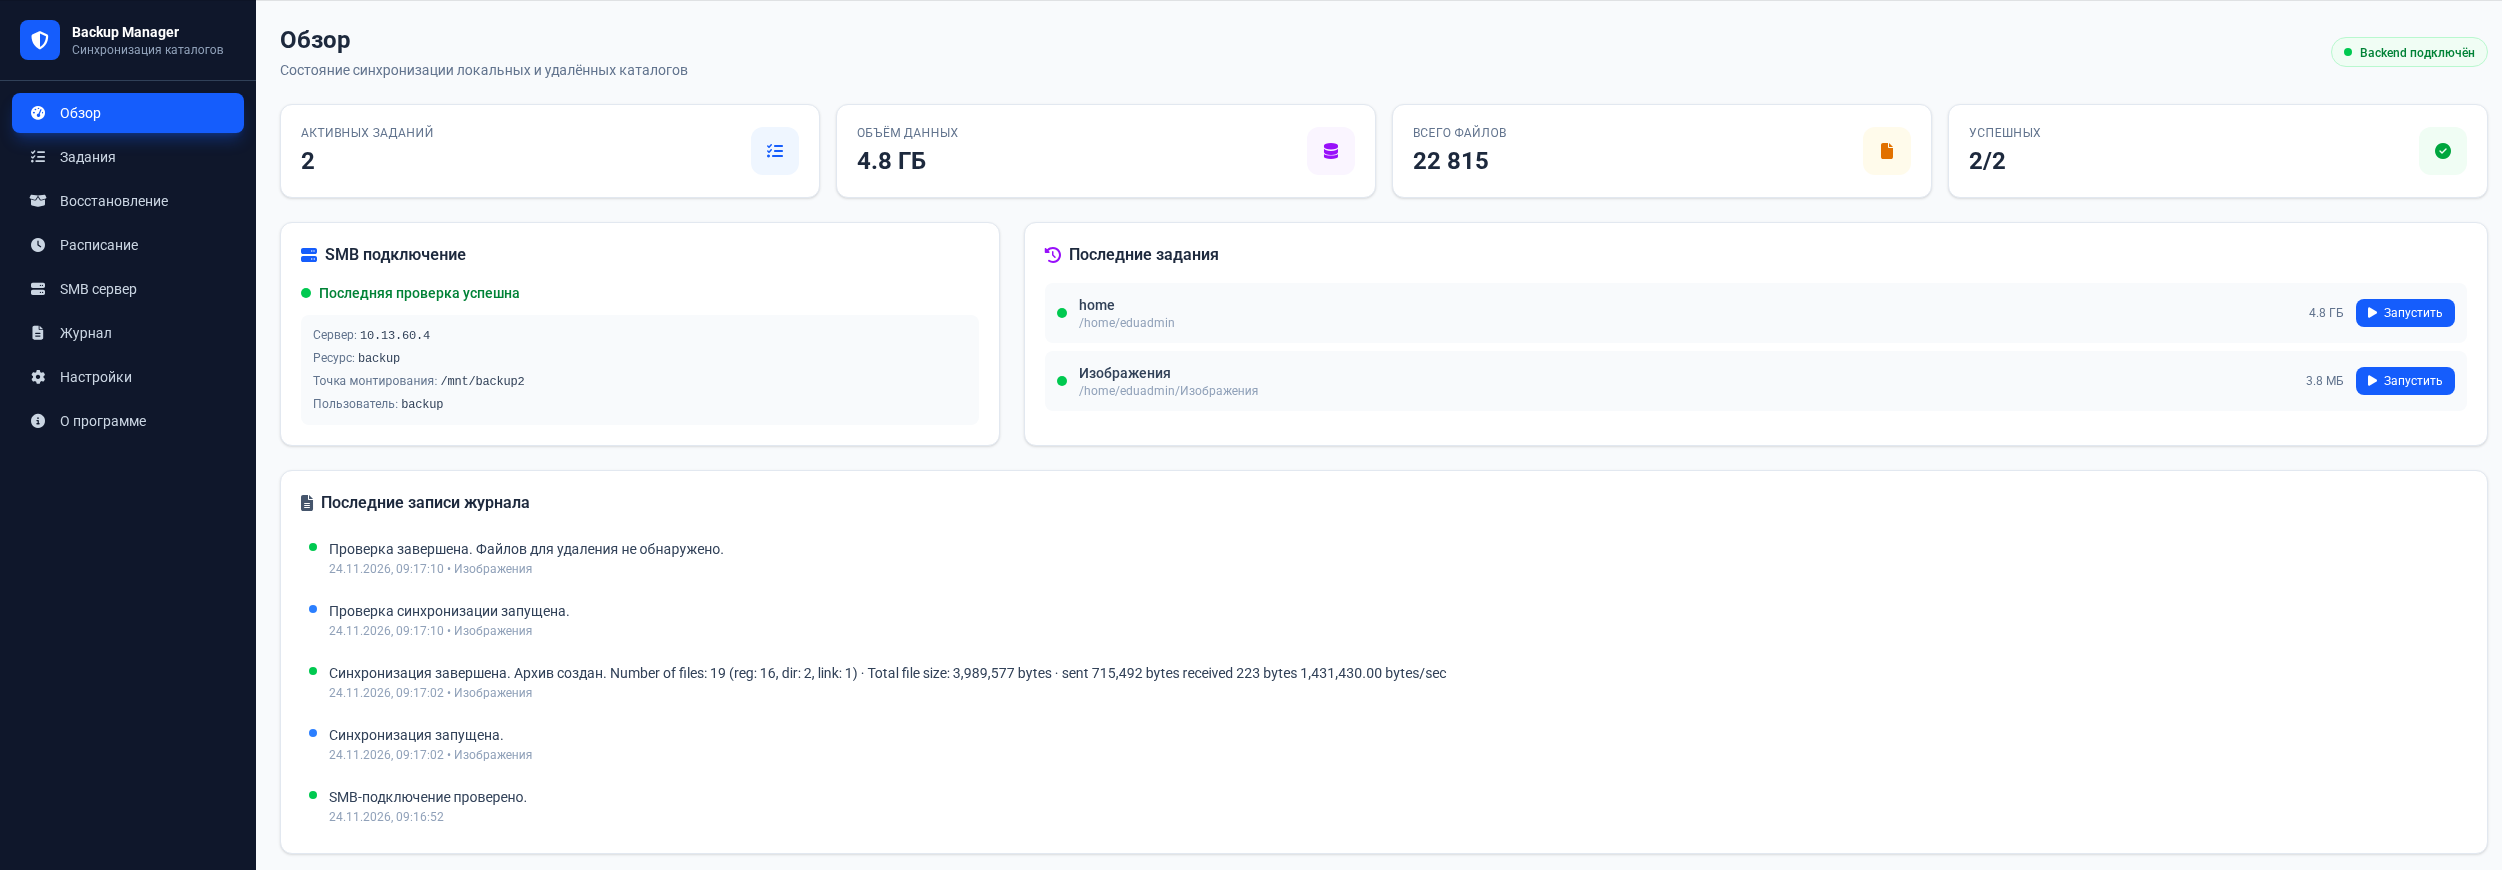 Backup Manager
Синхронизация каталогов
Обзор
Задания
Восстановление
Расписание
SMB сервер
Журнал
Настройки
О программе
Обзор
Состояние синхронизации локальных и удалённых каталогов
Backend подключён
АКТИВНЫХ ЗАДАНИЙ
2
ОБЪЁМ ДАННЫХ
4.8 ГБ
ВСЕГО ФАЙЛОВ
22 815
УСПЕШНЫХ
2/2
SMB подключение
Последняя проверка успешна
Сервер: 10.13.60.4
Ресурс: backup
Точка монтирования: /mnt/backup2
Пользователь: backup
Последние задания
home
/home/eduadmin
4.8 ГБ
Запустить
Изображения
/home/eduadmin/Изображения
3.8 МБ
Запустить
Последние записи журнала
Проверка завершена. Файлов для удаления не обнаружено.
24.11.2026, 09:17:10 • Изображения
Проверка синхронизации запущена.
24.11.2026, 09:17:10 • Изображения
Синхронизация завершена. Архив создан. Number of files: 19 (reg: 16, dir: 2, link: 1) · Total file size: 3,989,577 bytes · sent 715,492 bytes received 223 bytes 1,431,430.00 bytes/sec
24.11.2026, 09:17:02 • Изображения
Синхронизация запущена.
24.11.2026, 09:17:02 • Изображения
SMB-подключение проверено.
24.11.2026, 09:16:52